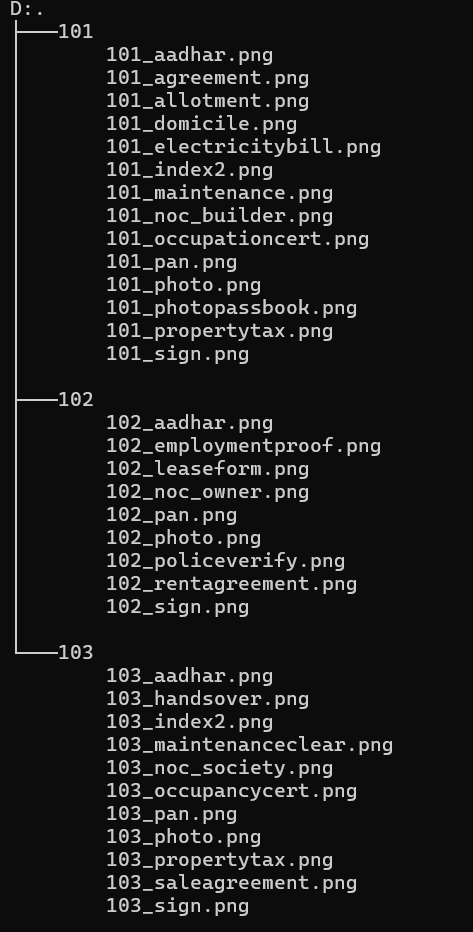 D:.
├───101
101_aadhar.png
101_agreement.png
101_allotment.png
101_domicile.png
101_electricitybill.png
101_index2.png
101_maintenance.png
101_noc_builder.png
101_occupationcert.png
101_pan.png
101_photo.png
101_photopassbook.png
101_propertytax.png
101_sign.png
├───102
102_aadhar.png
102_employmentproof.png
102_leaseform.png
102_noc_owner.png
102_pan.png
102_photo.png
102_policeverify.png
102_rentagreement.png
102_sign.png
└───103
103_aadhar.png
103_handsover.png
103_index2.png
103_maintenanceclear.png
103_noc_society.png
103_occupancycert.png
103_pan.png
103_photo.png
103_propertytax.png
103_saleagreement.png
103_sign.png